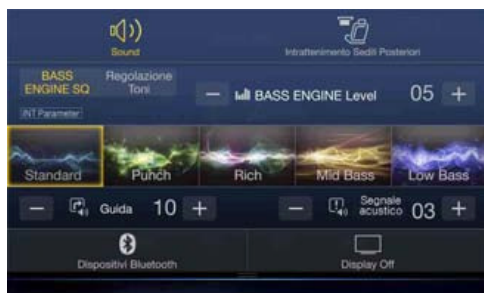 Sound
Intrattenimento Sedili Posteriori
BASS
ENGINE SQ
Regolazione
Toni
INT Parameter
BASS ENGINE Level
05
Standard
Punch
Rich
Mid Bass
Low Bass
Guida
10
Segnale
acustico
03
Dispositivi Bluetooth
Display Off